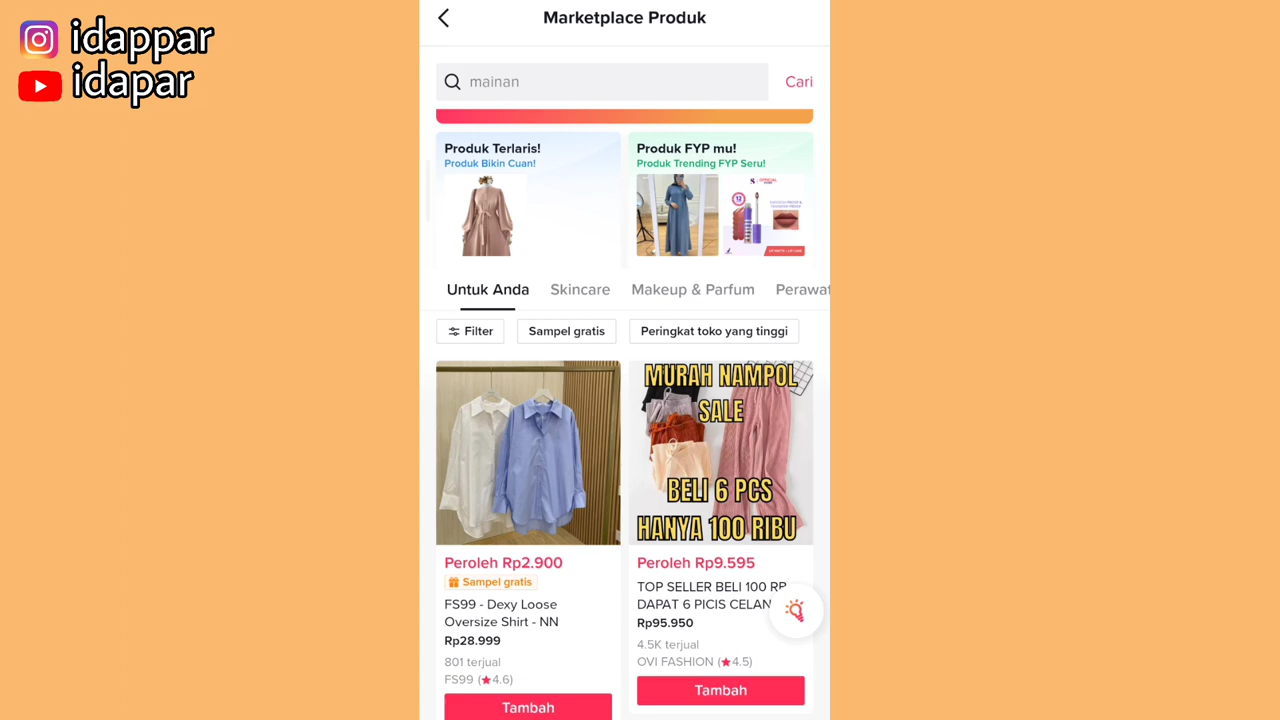 idappar
idapar
Marketplace Produk
mainan
Cari
Produk Terlaris!
Produk Bikin Cuan!
Produk FYP mu!
Produk Trending FYP Seru!
Untuk Anda
Skincare
Makeup & Parfum
Perawat
Filter
Sampel gratis
Peringkat toko yang tinggi
Peroleh Rp2.900
Sampel gratis
FS99 - Dexy Loose
Oversize Shirt - NN
Rp28.999
801 terjual
FS99 (★4.6)
Tambah
MURAH NAMPOL
SALE
BELI 6 PCS
HANYA 100 RIBU
Peroleh Rp9.595
TOP SELLER BELI 100 RP
DAPAT 6 PICIS CELAN
Rp95.950
4.5K terjual
OVI FASHION (★4.5)
Tambah